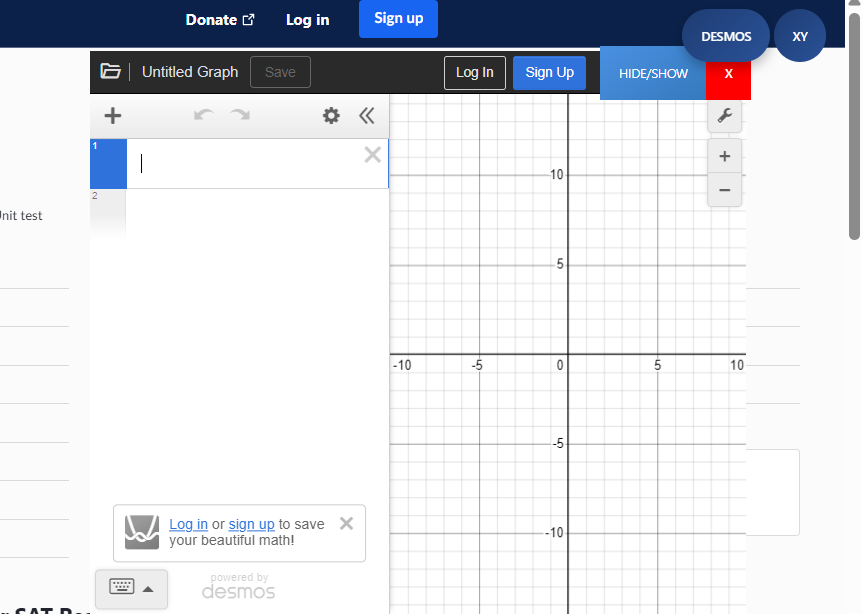 Donate
Log in
Sign up
DESMOS
XY
Untitled Graph
Save
Log In
Sign Up
HIDE/SHOW
X
1
2
10
5
-10
-5
0
5
10
-5
-10
Unit test
Log in or sign up to save
your beautiful math!
powered by
desmos
SAT